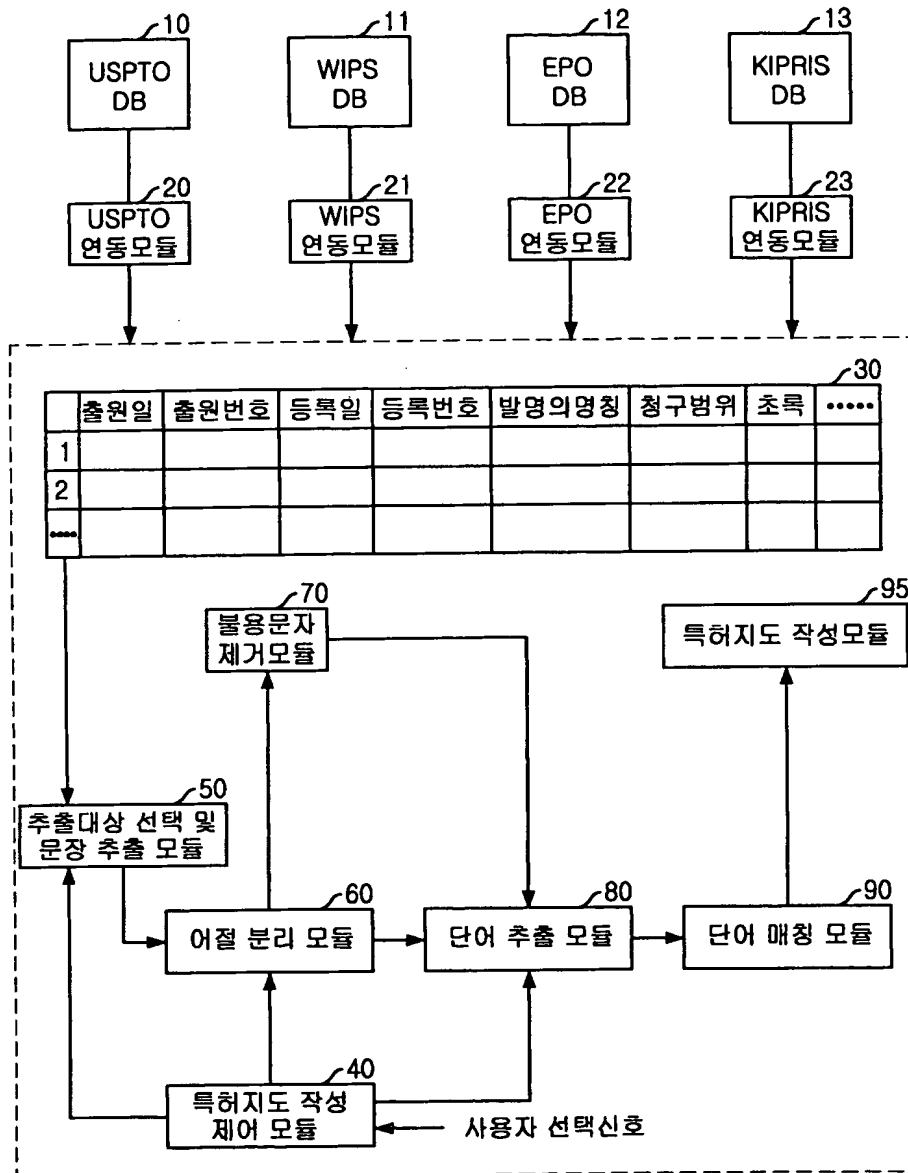 10
USPTO
DB
11
WIPS
DB
12
EPO
DB
13
KIPRIS
DB
20
USPTO
연동모듈
21
WIPS
연동모듈
22
EPO
연동모듈
23
KIPRIS
연동모듈
30
출원일 출원번호 등록일 등록번호 발명의명칭 청구범위 초록 •••••
1
2
••••
70
불용문자
제거모듈
95
특허지도 작성모듈
50
추출대상 선택 및
문장 추출 모듈
60
어절 분리 모듈
80
단어 추출 모듈
90
단어 매칭 모듈
40
특허지도 작성
제어 모듈
사용자 선택신호